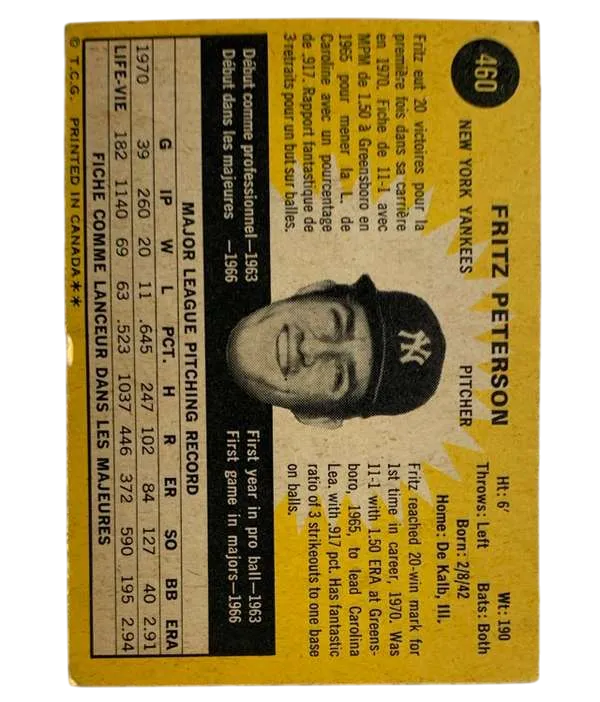 460
FRITZ PETERSON
NEW YORK YANKEES
PITCHER
Ht: 6' Wt: 190
Throws: Left Bats: Both
Born: 2/8/42
Home: De Kalb, Ill.
Fritz eut 20 victoires pour la
première fois dans sa carrière
en 1970. Fiche de 11-1 avec
MPM de 1.50 à Greensboro en
1965 pour mener la L. de
Caroline avec un pourcentage
de .917. Rapport fantastique de
3 retraits pour un but sur balles.
Fritz reached 20-win mark for
1st time in career, 1970. Was
11-1 with 1.50 ERA at Greens-
boro, 1965, to lead Carolina
Lea. with .917 pct. Has fantastic
ratio of 3 strikeouts to one base
on balls.
NY
Début comme professionnel—1963
Début dans les majeures —1966
First year in pro ball—1963
First game in majors—1966
MAJOR LEAGUE PITCHING RECORD
G IP W L PCT. H R ER SO BB ERA
1970 39 260 20 11 .645 247 102 84 127 40 2.91
LIFE-VIE 182 1140 69 63 .523 1037 446 372 590 195 2.94
FICHE COMME LANCEUR DANS LES MAJEURES
© T.C.G. PRINTED IN CANADA**